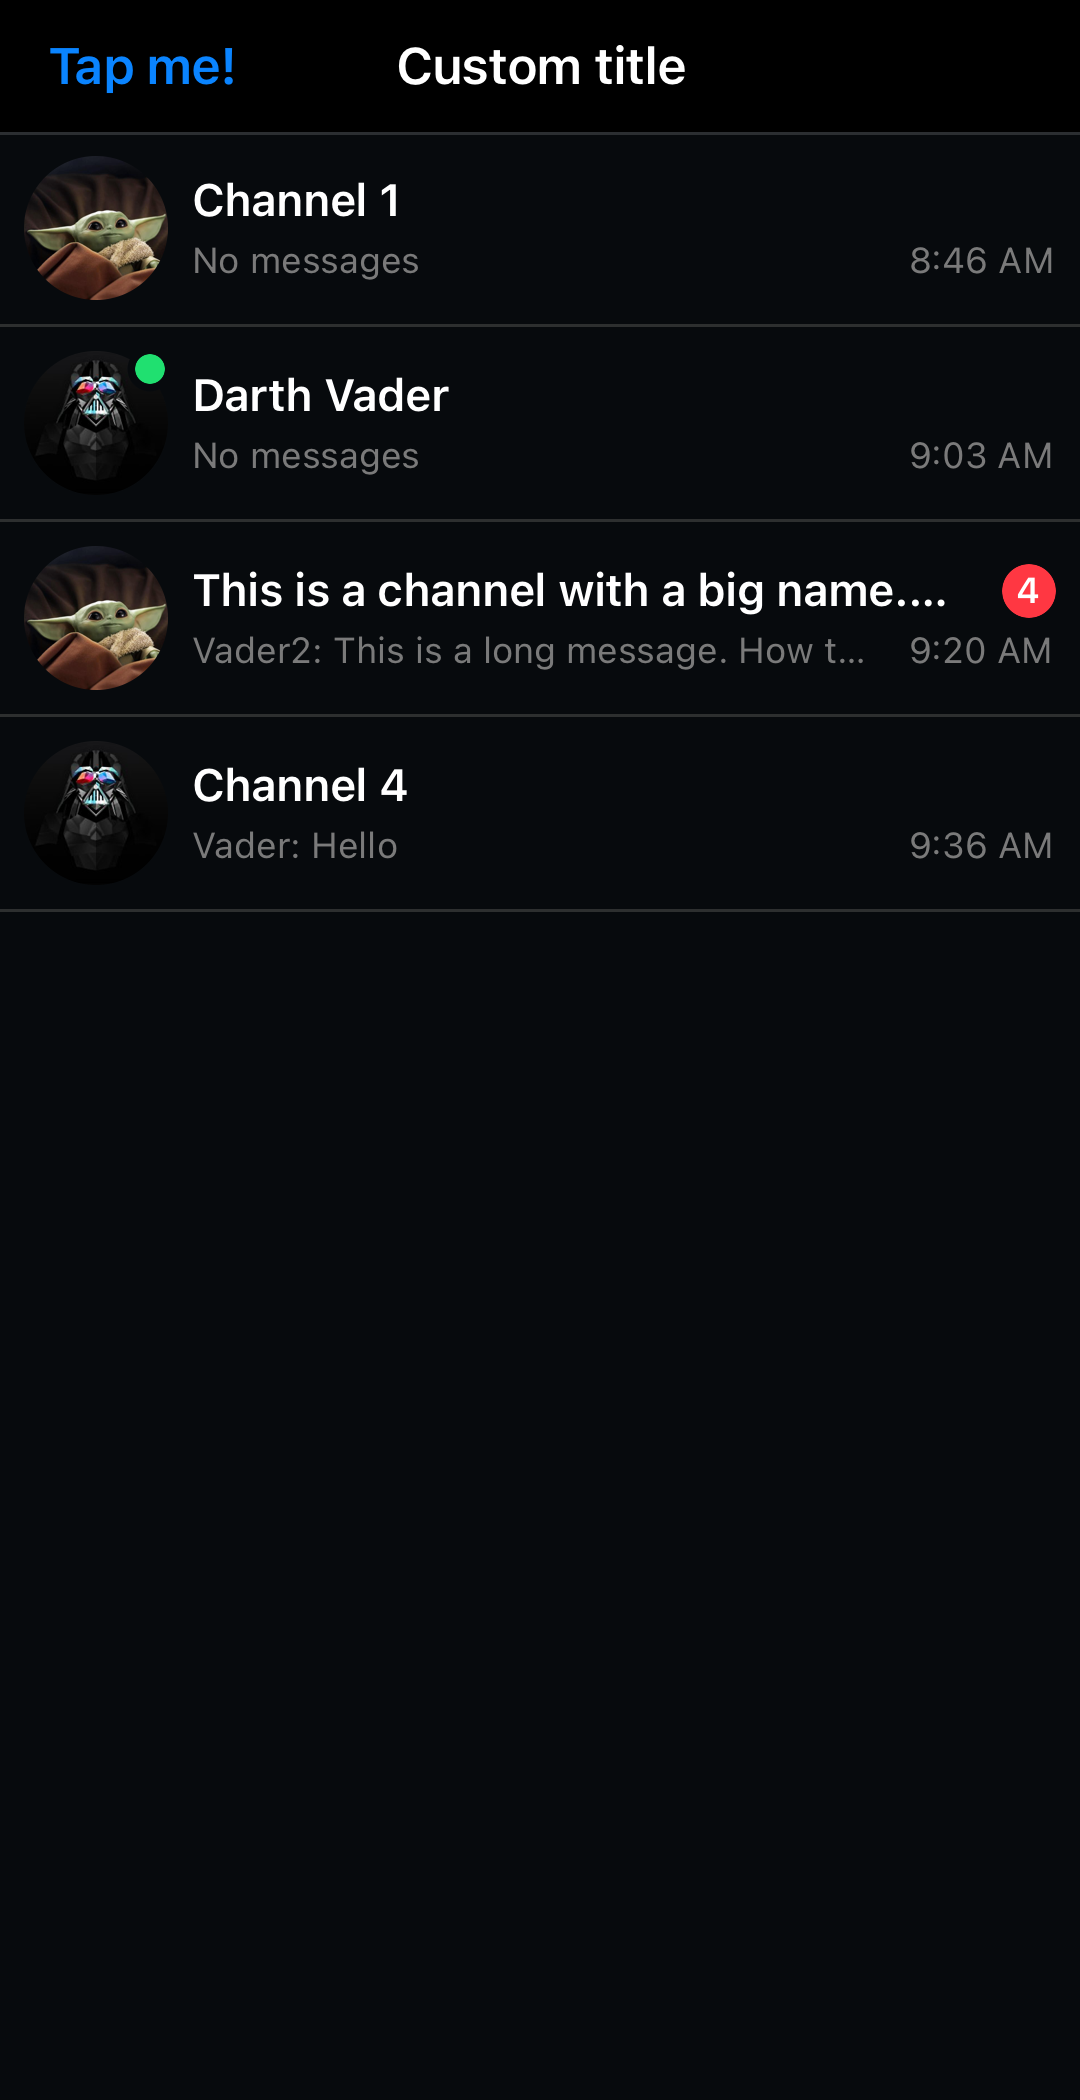 Tap me!
Custom title
Channel 1
No messages
8:46 AM
Darth Vader
No messages
9:03 AM
This is a channel with a big name....
4
Vader2: This is a long message. How t...
9:20 AM
Channel 4
Vader: Hello
9:36 AM